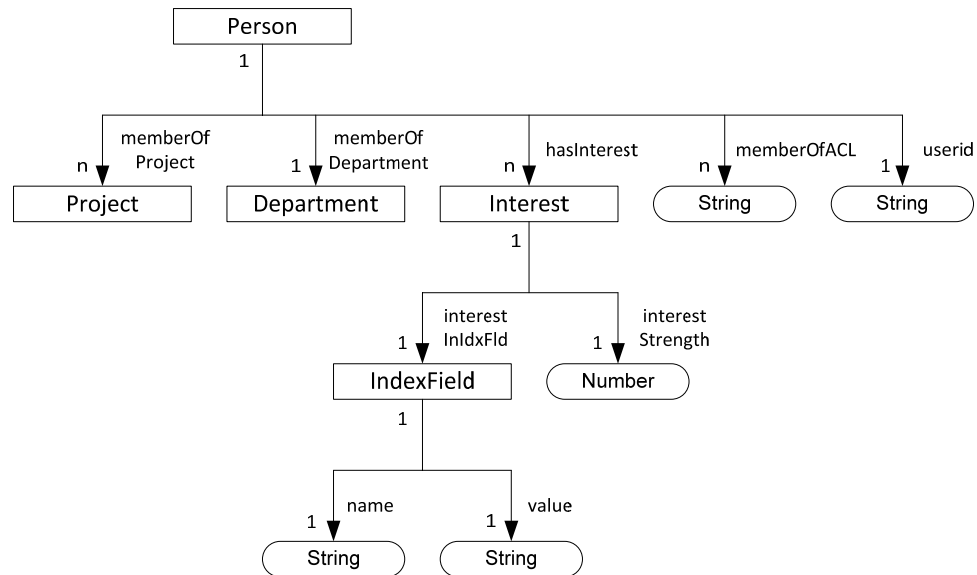 Person
1
memberOf
Project
n
memberOf
Department
1
hasInterest
n
memberOfACL
n
userid
1
Project
Department
Interest
String
String
1
interest
InIdxFld
1
interest
Strength
1
IndexField
Number
1
name
1
value
1
String
String